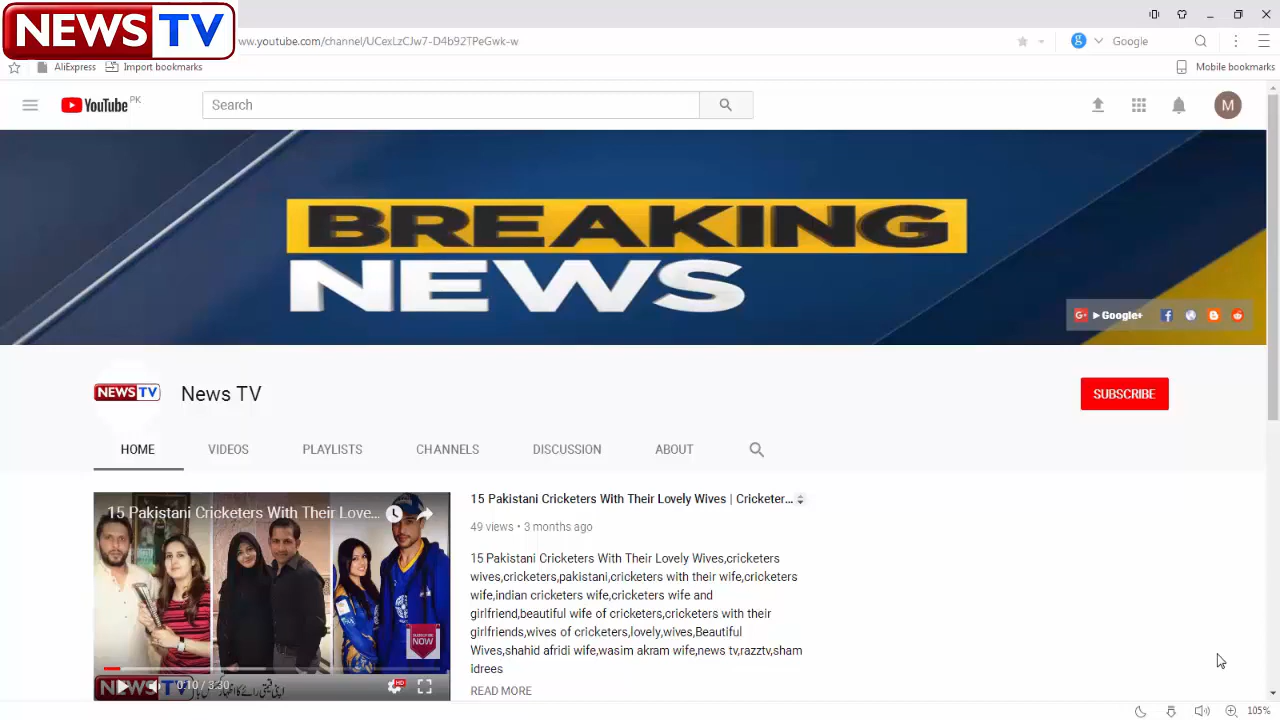 NEWS TV
ww.youtube.com/channel/UCexLzCJw7-D4b92TPeGwk-w
Google
AliExpress
Import bookmarks
Mobile bookmarks
YouTube PK
Search
M
BREAKING
NEWS
G+ ►Google+
NEWS TV
News TV
SUBSCRIBE
HOME
VIDEOS
PLAYLISTS
CHANNELS
DISCUSSION
ABOUT
15 Pakistani Cricketers With Their Love...
NOW
NEWS TV
0:10 / 3:30
HD
15 Pakistani Cricketers With Their Lovely Wives | Cricketer...
49 views • 3 months ago
15 Pakistani Cricketers With Their Lovely Wives,cricketers
wives,cricketers,pakistani,cricketers with their wife,cricketers
wife,indian cricketers wife,cricketers wife and
girlfriend,beautiful wife of cricketers,cricketers with their
girlfriends,wives of cricketers,lovely,wives,Beautiful
Wives,shahid afridi wife,wasim akram wife,news tv,razztv,sham
idrees
READ MORE
105%